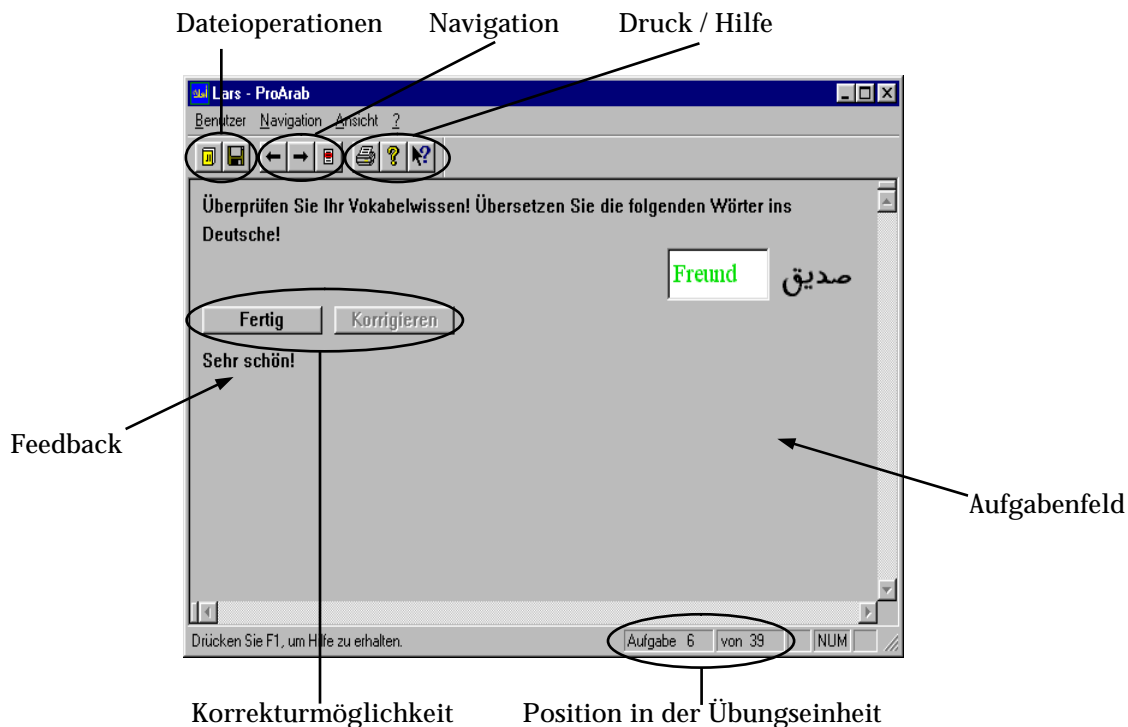 Dateioperationen Navigation Druck / Hilfe
Lars - ProArab
Benutzer Navigation Ansicht ?
Überprüfen Sie Ihr Vokabelwissen! Übersetzen Sie die folgenden Wörter ins
Deutsche!
Freund صديق
Fertig Korrigieren
Sehr schön!
Feedback
Aufgabenfeld
Drücken Sie F1, um Hilfe zu erhalten. Aufgabe 6 von 39 NUM
Korrekturmöglichkeit Position in der Übungseinheit